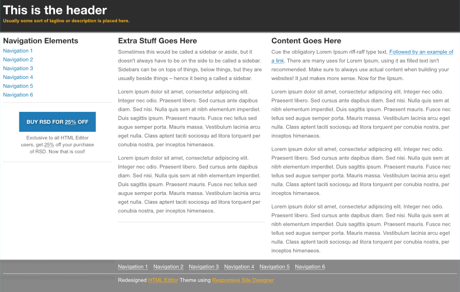 This is the header
Usually some sort of tagline or description is placed here.
Navigation Elements
Navigation 1
Navigation 2
Navigation 3
Navigation 4
Navigation 5
Navigation 6
BUY RSD FOR 25% OFF
Exclusive to all HTML Editor
users, get 25% off your purchase
of RSD. Now that is cool!
Extra Stuff Goes Here
Sometimes this would be called a sidebar or aside, but it
doesn't always have to be on the side to be called a sidebar.
Sidebars can be on tops of things, below things, but they are
usually beside things – hence it being a called a sidebar.
Lorem ipsum dolor sit amet, consectetur adipiscing elit.
Integer nec odio. Praesent libero. Sed cursus ante dapibus
diam. Duis sagittis ipsum. Praesent mauris. Fusce nec tellus
sed augue semper porta. Mauris massa. Vestibulum lacinia arcu
eget nulla. Class aptent taciti sociosqu ad litora torquent per
conubia nostra, per inceptos himenaeos.
Lorem ipsum dolor sit amet, consectetur adipiscing elit.
Integer nec odio. Praesent libero. Sed cursus ante dapibus
diam. Duis sagittis ipsum. Praesent mauris. Fusce nec tellus
sed augue semper porta. Mauris massa. Vestibulum lacinia arcu
eget nulla. Class aptent taciti sociosqu ad litora torquent per
conubia nostra, per inceptos himenaeos.
Content Goes Here
Cue the obligatory Lorem Ipsum riff-raff type text. Followed by an example of
a link. There are many uses for Lorem Ipsum, using it as filled text isn't
recommended. Make sure to always use actual content when building your
websites! It just makes more sense. Now for the Ipsum.
Lorem ipsum dolor sit amet, consectetur adipiscing elit. Integer nec odio.
Praesent libero. Sed cursus ante dapibus diam. Sed nisi. Nulla quis sem at
nibh elementum imperdiet. Duis sagittis ipsum. Praesent mauris. Fusce nec
tellus sed augue semper porta. Mauris massa. Vestibulum lacinia arcu eget
nulla. Class aptent taciti sociosqu ad litora torquent per conubia nostra, per
inceptos himenaeos.
Lorem ipsum dolor sit amet, consectetur adipiscing elit. Integer nec odio.
Praesent libero. Sed cursus ante dapibus diam. Sed nisi. Nulla quis sem at
nibh elementum imperdiet. Duis sagittis ipsum. Praesent mauris. Fusce nec
tellus sed augue semper porta. Mauris massa. Vestibulum lacinia arcu eget
nulla. Class aptent taciti sociosqu ad litora torquent per conubia nostra, per
inceptos himenaeos.
Lorem ipsum dolor sit amet, consectetur adipiscing elit. Integer nec odio.
Praesent libero. Sed cursus ante dapibus diam. Sed nisi. Nulla quis sem at
nibh elementum imperdiet. Duis sagittis ipsum. Praesent mauris. Fusce nec
tellus sed augue semper porta. Mauris massa. Vestibulum lacinia arcu eget
nulla. Class aptent taciti sociosqu ad litora torquent per conubia nostra, per
inceptos himenaeos.
Navigation 1 Navigation 2 Navigation 3 Navigation 4 Navigation 5 Navigation 6
Redesigned HTML Editor Theme using Responsive Site Designer